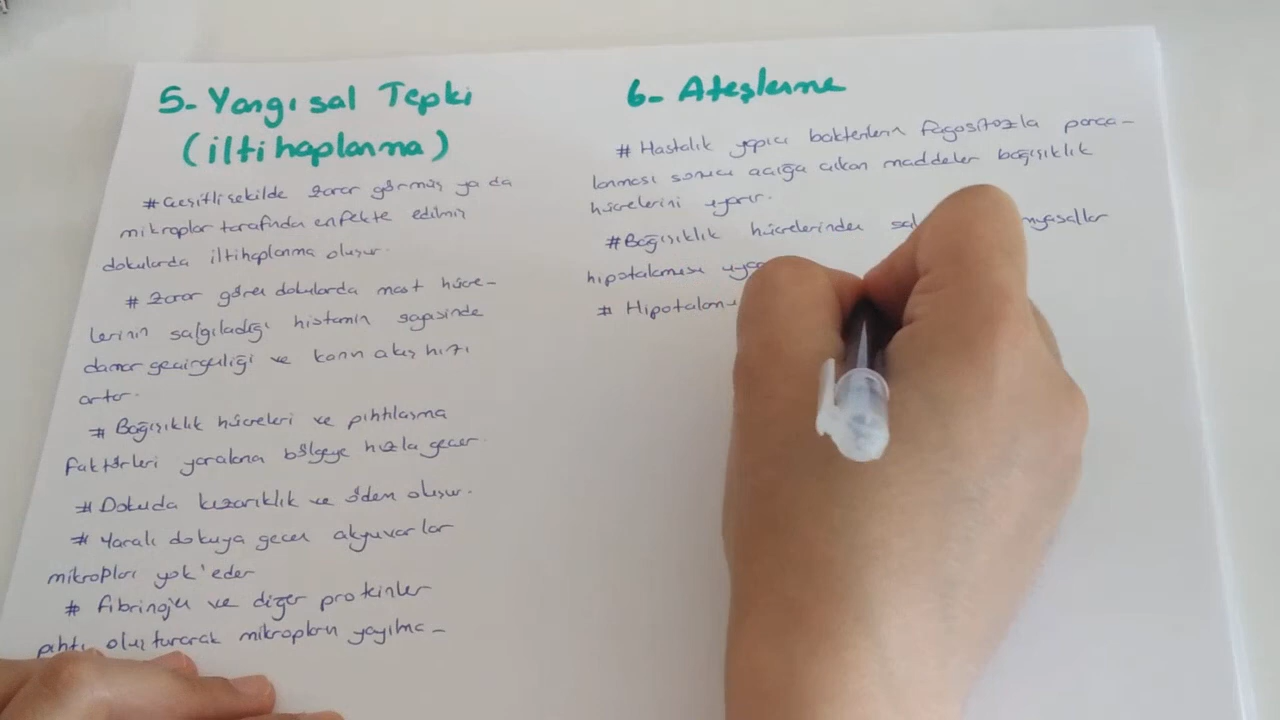 5- Yangısal Tepki
(iltihaplanma)
# Çeşitli şekilde zarar görmüş ya da
mikroplar tarafından enfekte edilmiş
dokularda iltihaplanma oluşur.
# Zarar gören dokularda mast hücre-
lerinin salgıladığı histamin sayesinde
damar geçirgenliği ve kanın akış hızı
artar.
# Bağışıklık hücreleri ve pıhtılaşma
faktörleri yaralanan bölgeye hızla geçer.
# Dokuda kızarıklık ve ödem oluşur.
# Yaralı dokuya geçen akyuvarlar
mikropları yok'eder
# fibrinojen ve diğer proteinler
pıhtı oluşturarak mikropların yayılma-
6- Ateşlenme
# Hastalık yapıcı bakterilerin fagositozla parça-
lanması sonucu açığa çıkan maddeler bağışıklık
hücrelerini uyarır.
# Bağışıklık hücrelerinden
hipotalamusu
#